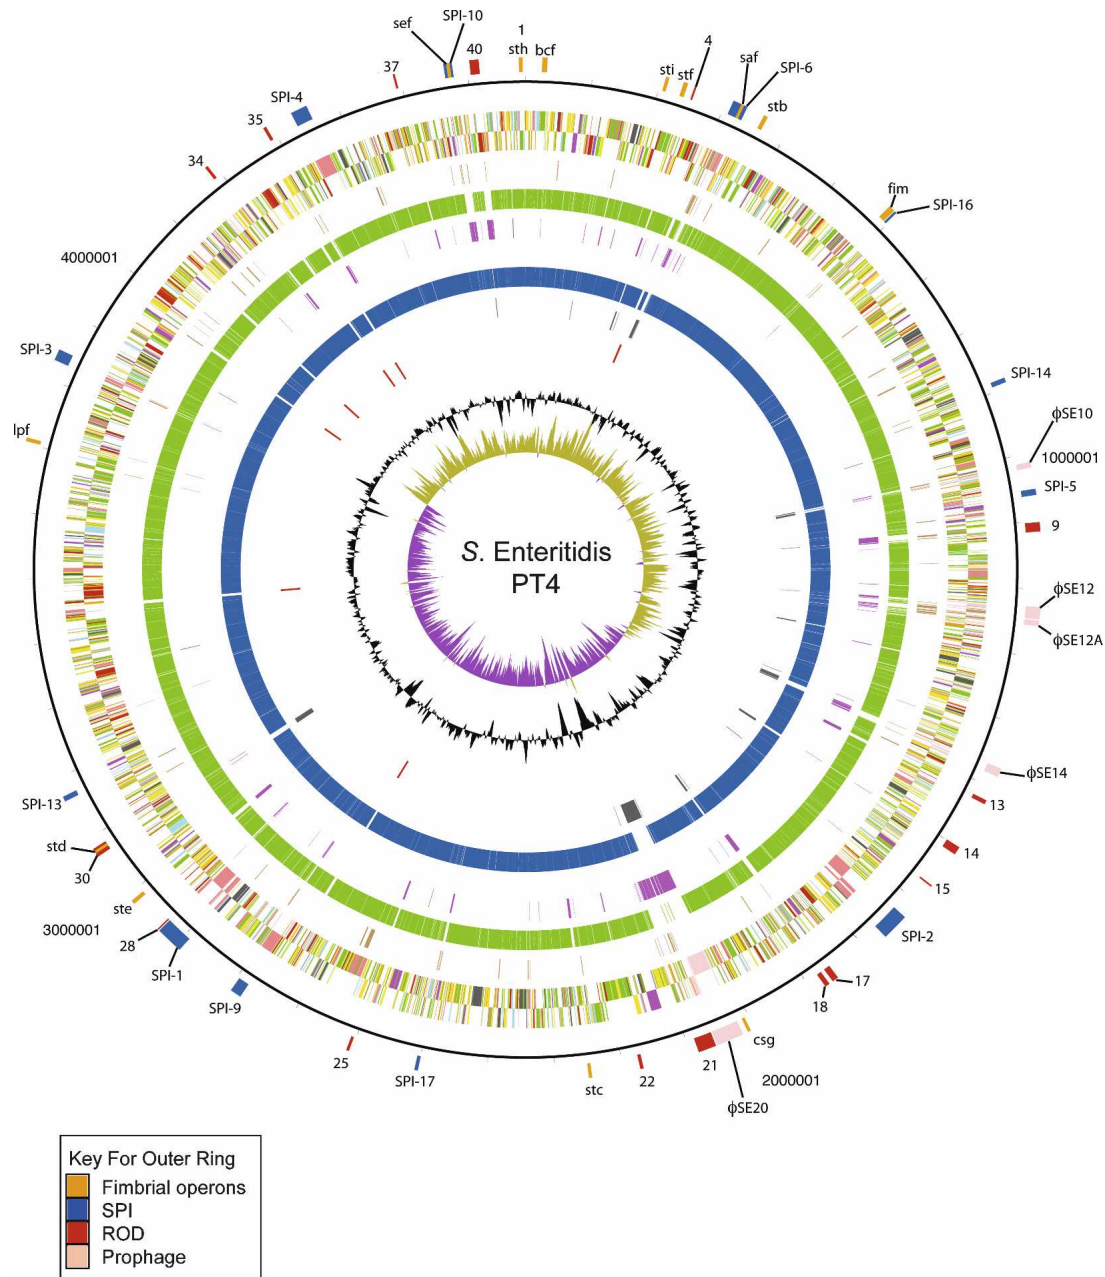 SPI-10
sef
1
40
sth
bcf
4
37
sti
stf
saf
SPI-6
SPI-4
stb
35
34
fim
SPI-16
4000001
SPI-3
SPI-14
ϕSE10
lpf
1000001
SPI-5
9
S. Enteritidis
PT4
ϕSE12
ϕSE12A
ϕSE14
SPI-13
13
std
14
30
15
ste
3000001
28
SPI-2
SPI-1
17
SPI-9
18
csg
25
21
SPI-17
22
2000001
stc
ϕSE20
Key For Outer Ring
Fimbrial operons
SPI
ROD
Prophage